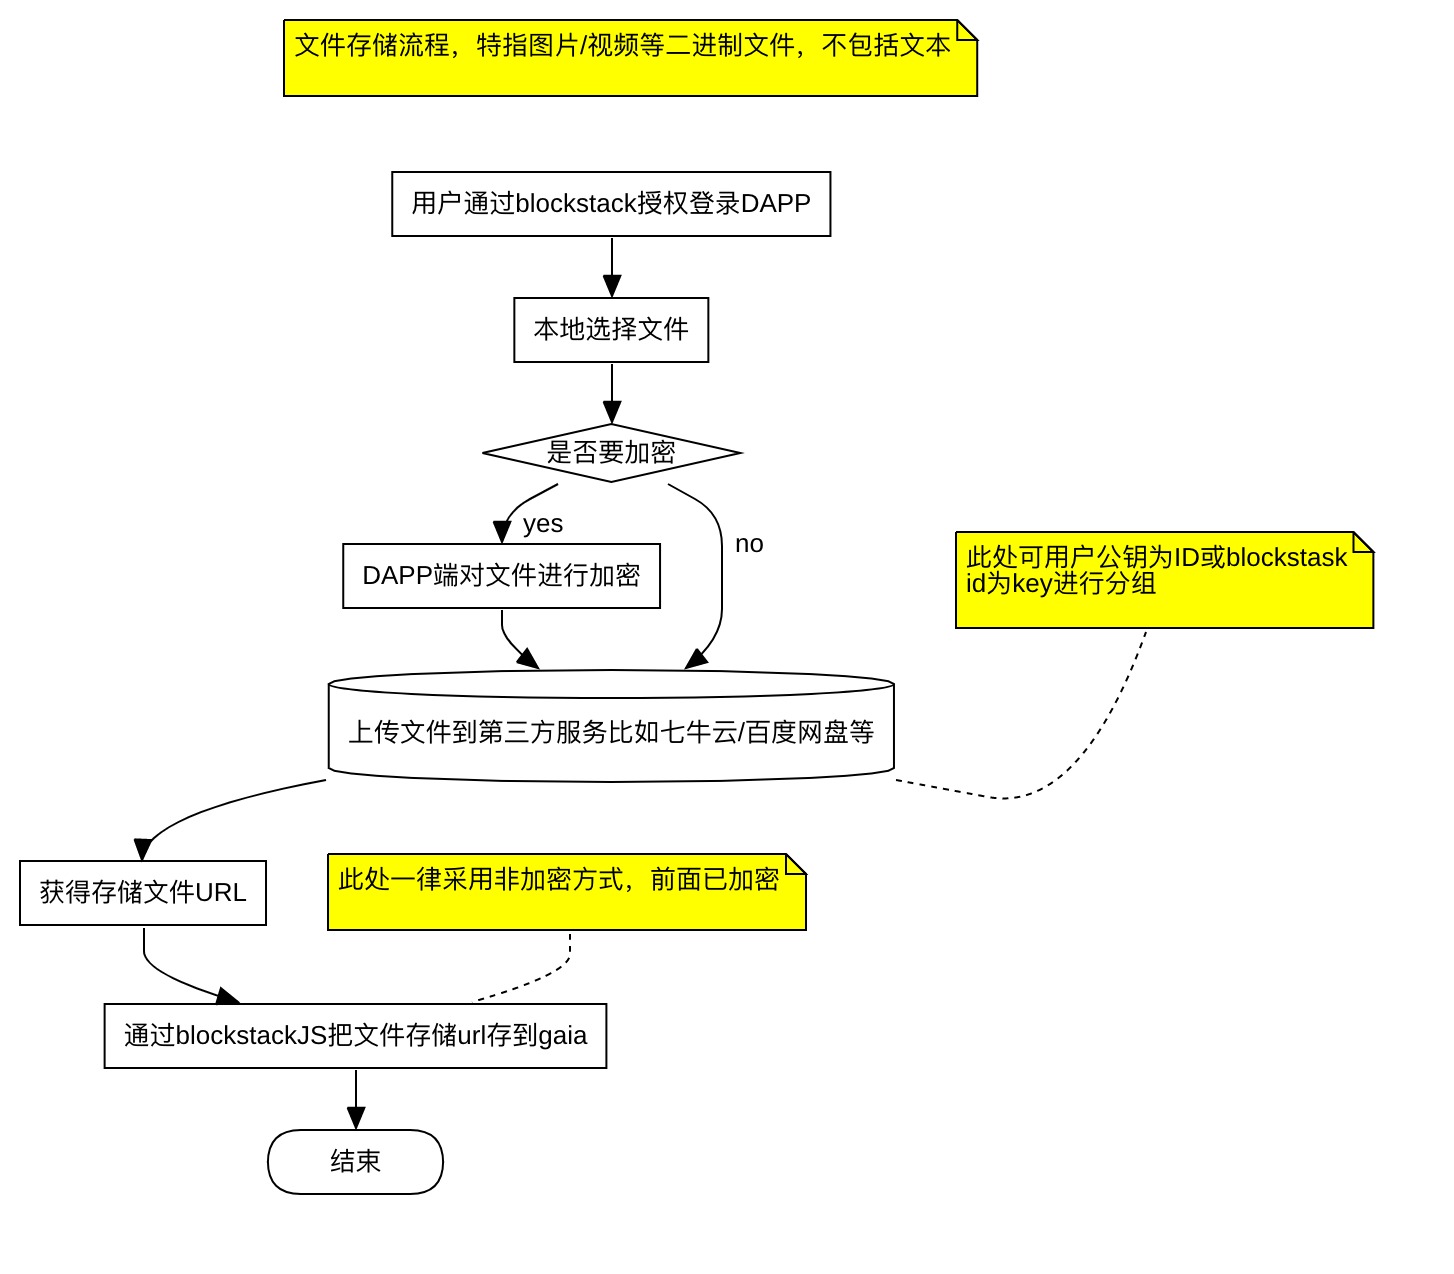 文件存储流程，特指图片/视频等二进制文件，不包括文本
用户通过blockstack授权登录DAPP
本地选择文件
是否要加密
yes
no
DAPP端对文件进行加密
此处可用户公钥为ID或blockstask
id为key进行分组
上传文件到第三方服务比如七牛云/百度网盘等
获得存储文件URL
此处一律采用非加密方式，前面已加密
通过blockstackJS把文件存储url存到gaia
结束